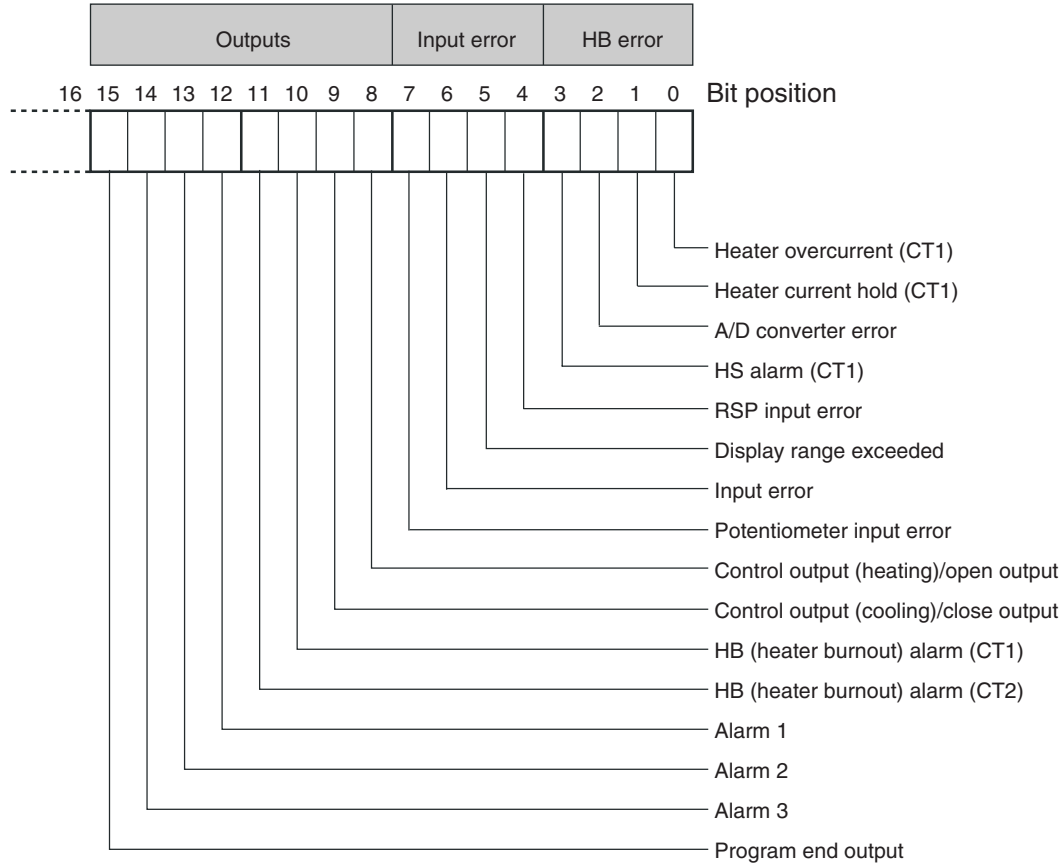 Outputs Input error HB error
16 15 14 13 12 11 10 9 8 7 6 5 4 3 2 1 0 Bit position
Heater overcurrent (CT1)
Heater current hold (CT1)
A/D converter error
HS alarm (CT1)
RSP input error
Display range exceeded
Input error
Potentiometer input error
Control output (heating)/open output
Control output (cooling)/close output
HB (heater burnout) alarm (CT1)
HB (heater burnout) alarm (CT2)
Alarm 1
Alarm 2
Alarm 3
Program end output